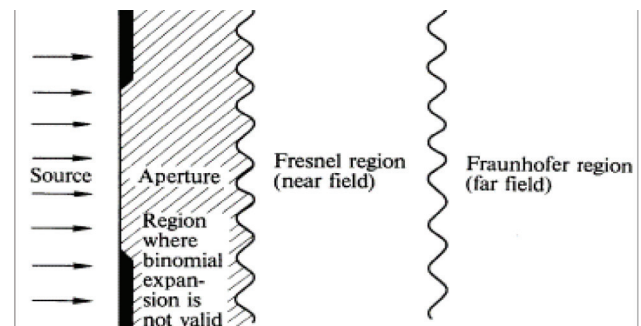 Source
Aperture
Region
where
binomial
expan-
sion is
not valid
Fresnel region
(near field)
Fraunhofer region
(far field)